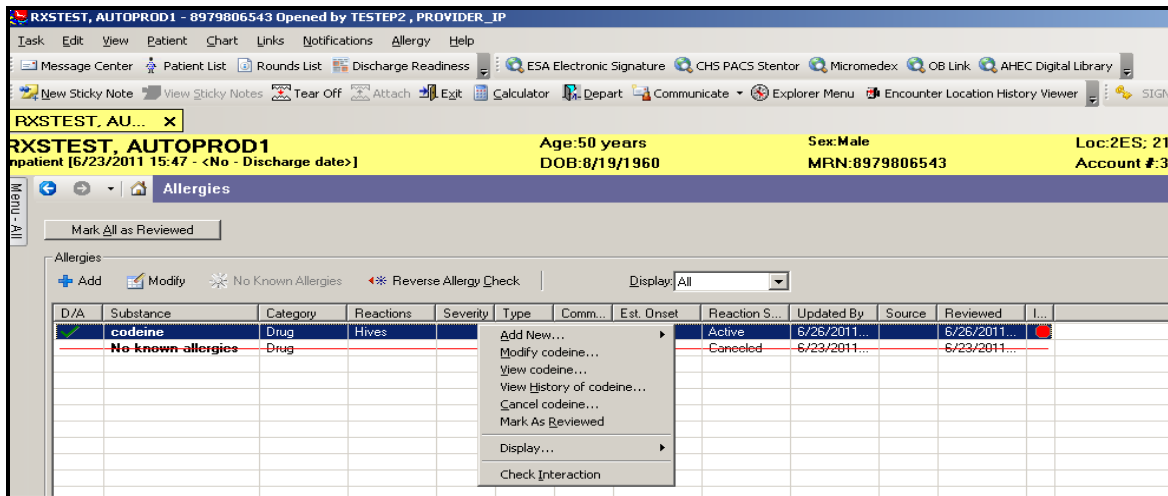 RXSTEST, AUTOPROD1 - 8979806543 Opened by TESTEP2 , PROVIDER_IP
Task Edit View Patient Chart Links Notifications Allergy Help
Message Center Patient List Rounds List Discharge Readiness ESA Electronic Signature CHS PACS Stentor Micromedex OB Link AHEC Digital Library
New Sticky Note View Sticky Notes Tear Off Attach Exit Calculator Depart Communicate Explorer Menu Encounter Location History Viewer SIGN
RXSTEST, AU... x
RXSTEST, AUTOPROD1 Age:50 years Sex:Male Loc:2ES; 21
npatient [6/23/2011 15:47 - <No - Discharge date>] DOB:8/19/1960 MRN:8979806543 Account #:3
Menu - All
Allergies
Mark All as Reviewed
Allergies
Add Modify No Known Allergies Reverse Allergy Check Display: All
D/A Substance Category Reactions Severity Type Comm... Est. Onset Reaction S... Updated By Source Reviewed I...
codeine Drug Hives Active 6/26/2011... 6/26/2011...
No known allergies Drug Canceled 6/23/2011... 6/23/2011...
Add New...
Modify codeine...
View codeine...
View History of codeine...
Cancel codeine...
Mark As Reviewed
Display...
Check Interaction